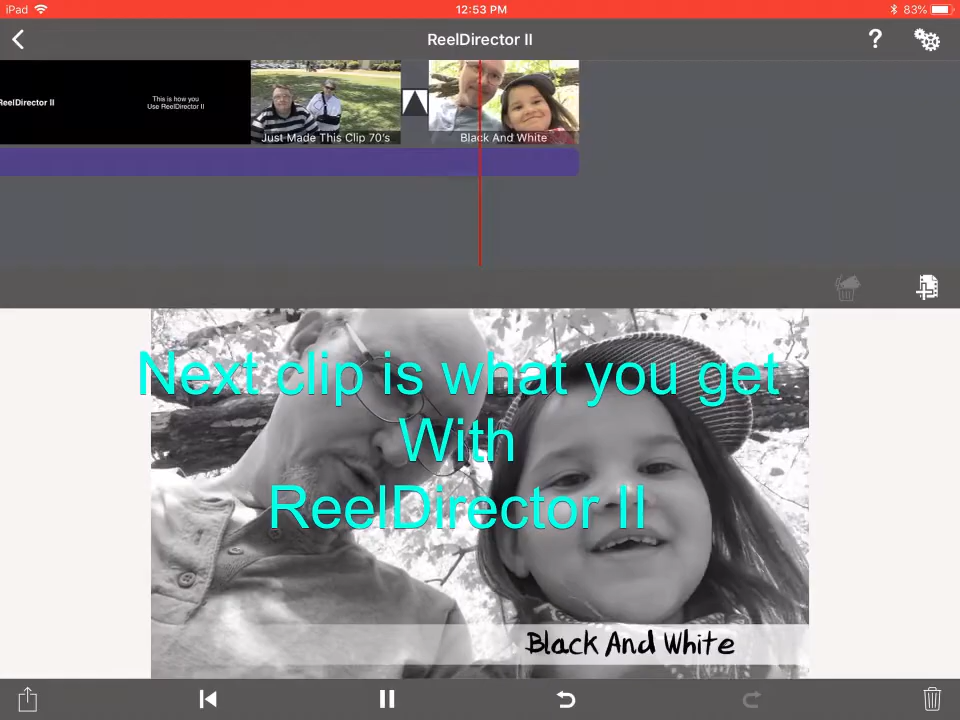 iPad
12:53 PM
83%
ReelDirector II
?
ReelDirector II
This is how you
Use ReelDirector II
Just Made This Clip 70's
Black And White
Next clip is what you get
With
ReelDirector II
Black And White